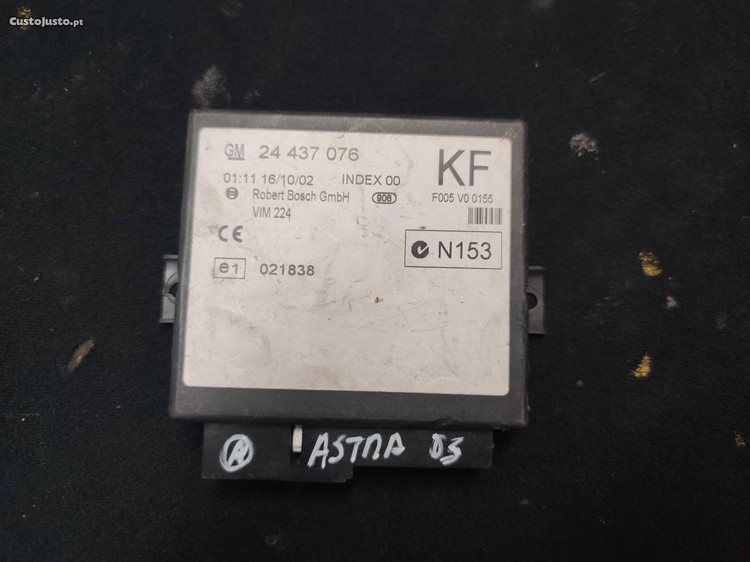 CustoJusto.pt
GM 24 437 076 KF
01:11 16/10/02 INDEX 00 F005 V0 0155
Robert Bosch GmbH 906
VIM 224
CE N153
e1 021838
ASTRA 03